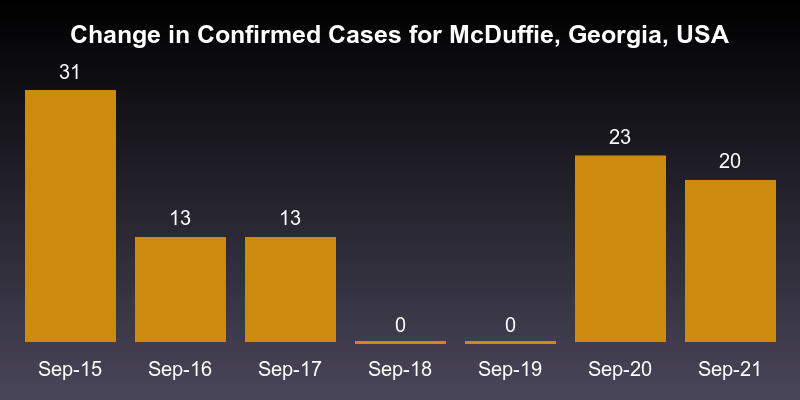 Change in Confirmed Cases for McDuffie, Georgia, USA
31
13
13
0
0
23
20
Sep-15
Sep-16
Sep-17
Sep-18
Sep-19
Sep-20
Sep-21